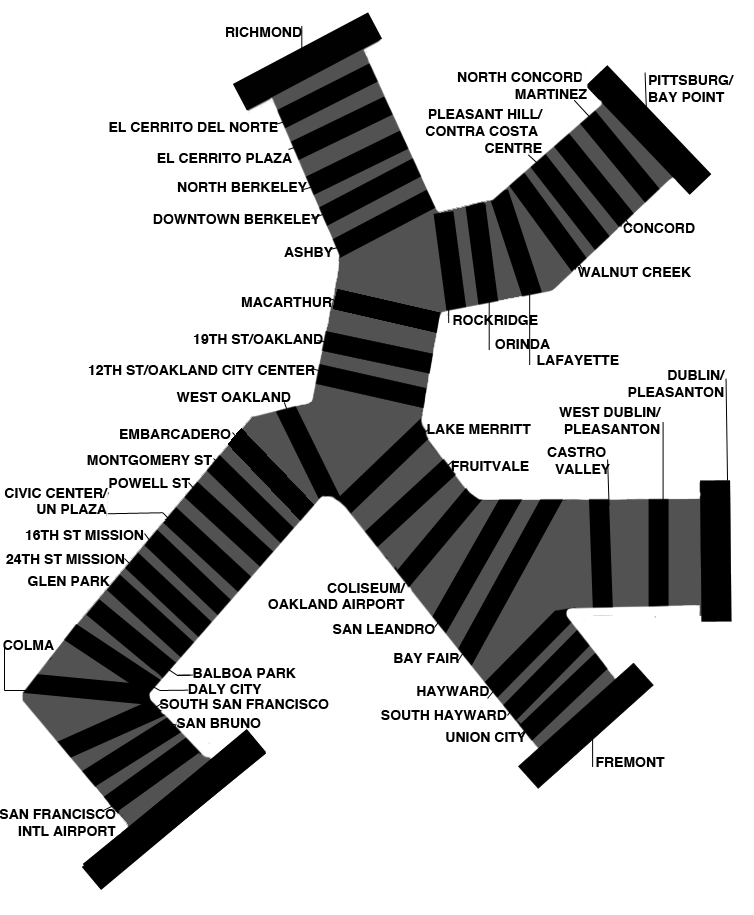 RICHMOND
NORTH CONCORD
MARTINEZ
PITTSBURG/
BAY POINT
PLEASANT HILL/
CONTRA COSTA
CENTRE
EL CERRITO DEL NORTE
EL CERRITO PLAZA
NORTH BERKELEY
DOWNTOWN BERKELEY
CONCORD
ASHBY
WALNUT CREEK
MACARTHUR
ROCKRIDGE
19TH ST/OAKLAND
ORINDA
LAFAYETTE
12TH ST/OAKLAND CITY CENTER
DUBLIN/
PLEASANTON
WEST OAKLAND
WEST DUBLIN/
PLEASANTON
EMBARCADERO
LAKE MERRITT
CASTRO
VALLEY
MONTGOMERY ST
FRUITVALE
POWELL ST
CIVIC CENTER/
UN PLAZA
16TH ST MISSION
24TH ST MISSION
GLEN PARK
COLISEUM/
OAKLAND AIRPORT
SAN LEANDRO
COLMA
BAY FAIR
BALBOA PARK
DALY CITY
HAYWARD
SOUTH SAN FRANCISCO
SOUTH HAYWARD
SAN BRUNO
UNION CITY
FREMONT
SAN FRANCISCO
INTL AIRPORT